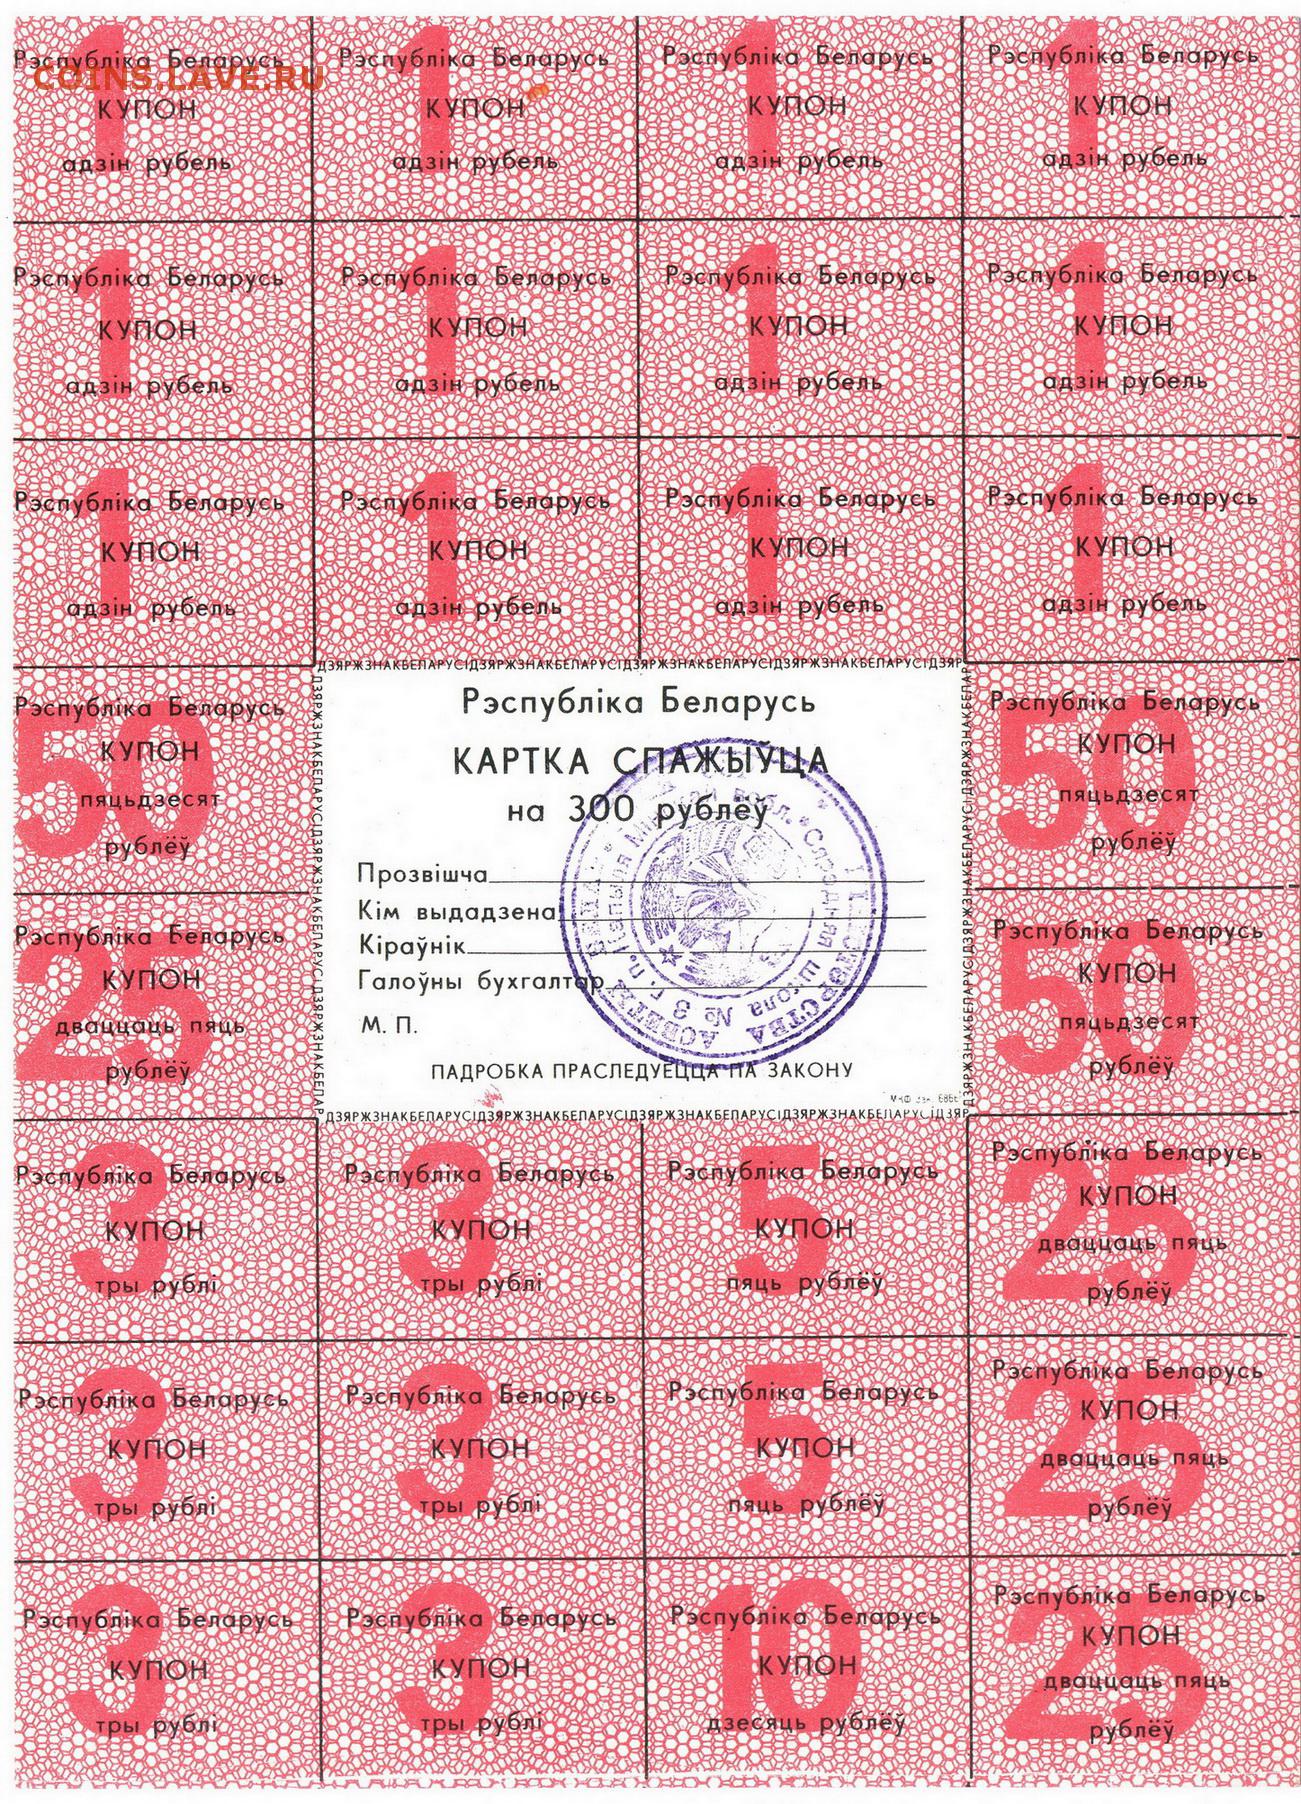 COINS.LAVE.RU
Рэспубліка Беларусь Рэспубліка Беларусь Рэспубліка Беларусь Рэспубліка Беларусь
1 1 1 1
КУПОН КУПОН КУПОН КУПОН
адзін рубель адзін рубель адзін рубель адзін рубель
Рэспубліка Беларусь Рэспубліка Беларусь Рэспубліка Беларусь Рэспубліка Беларусь
1 1 1 1
КУПОН КУПОН КУПОН КУПОН
адзін рубель адзін рубель адзін рубель адзін рубель
Рэспубліка Беларусь Рэспубліка Беларусь Рэспубліка Беларусь Рэспубліка Беларусь
1 1 1 1
КУПОН КУПОН КУПОН КУПОН
адзін рубель адзін рубель адзін рубель адзін рубель
Рэспубліка Беларусь
50
КУПОН
пяцьдзесят
рублёў
Рэспубліка Беларусь
25
КУПОН
дваццаць пяць
рублёў
ДЗЯРЖЗНАКБЕЛАРУСІДЗЯРЖЗНАКБЕЛАРУСІДЗЯРЖЗНАКБЕЛАРУСІДЗЯРЖЗНАКБЕЛАРУСІДЗЯР
Рэспубліка Беларусь
КАРТКА СПАЖЫЎЦА
на 300 рублёў
Прозвішча
Кім выдадзена
Кіраўнік
Галоўны бухгалтар
М. П.
ПАДРОБКА ПРАСЛЕДУЕЦЦА ПА ЗАКОНУ
школа № 3 г.п.
ДЗЯРЖЗНАКБЕЛАРУСІДЗЯРЖЗНАКБЕЛАРУСІДЗЯРЖЗНАКБЕЛАРУСІДЗЯРЖЗНАКБЕЛАРУСІДЗЯР
Рэспубліка Беларусь
50
КУПОН
пяцьдзесят
рублёў
Рэспубліка Беларусь
50
КУПОН
пяцьдзесят
рублёў
Рэспубліка Беларусь Рэспубліка Беларусь Рэспубліка Беларусь Рэспубліка Беларусь
3 3 5 25
КУПОН КУПОН КУПОН КУПОН
тры рублі тры рублі пяць рублёў дваццаць пяць
рублёў
Рэспубліка Беларусь Рэспубліка Беларусь Рэспубліка Беларусь Рэспубліка Беларусь
3 3 5 25
КУПОН КУПОН КУПОН КУПОН
тры рублі тры рублі пяць рублёў дваццаць пяць
рублёў
Рэспубліка Беларусь Рэспубліка Беларусь Рэспубліка Беларусь Рэспубліка Беларусь
3 3 10 25
КУПОН КУПОН КУПОН КУПОН
тры рублі тры рублі дзесяць рублёў дваццаць пяць
рублёў